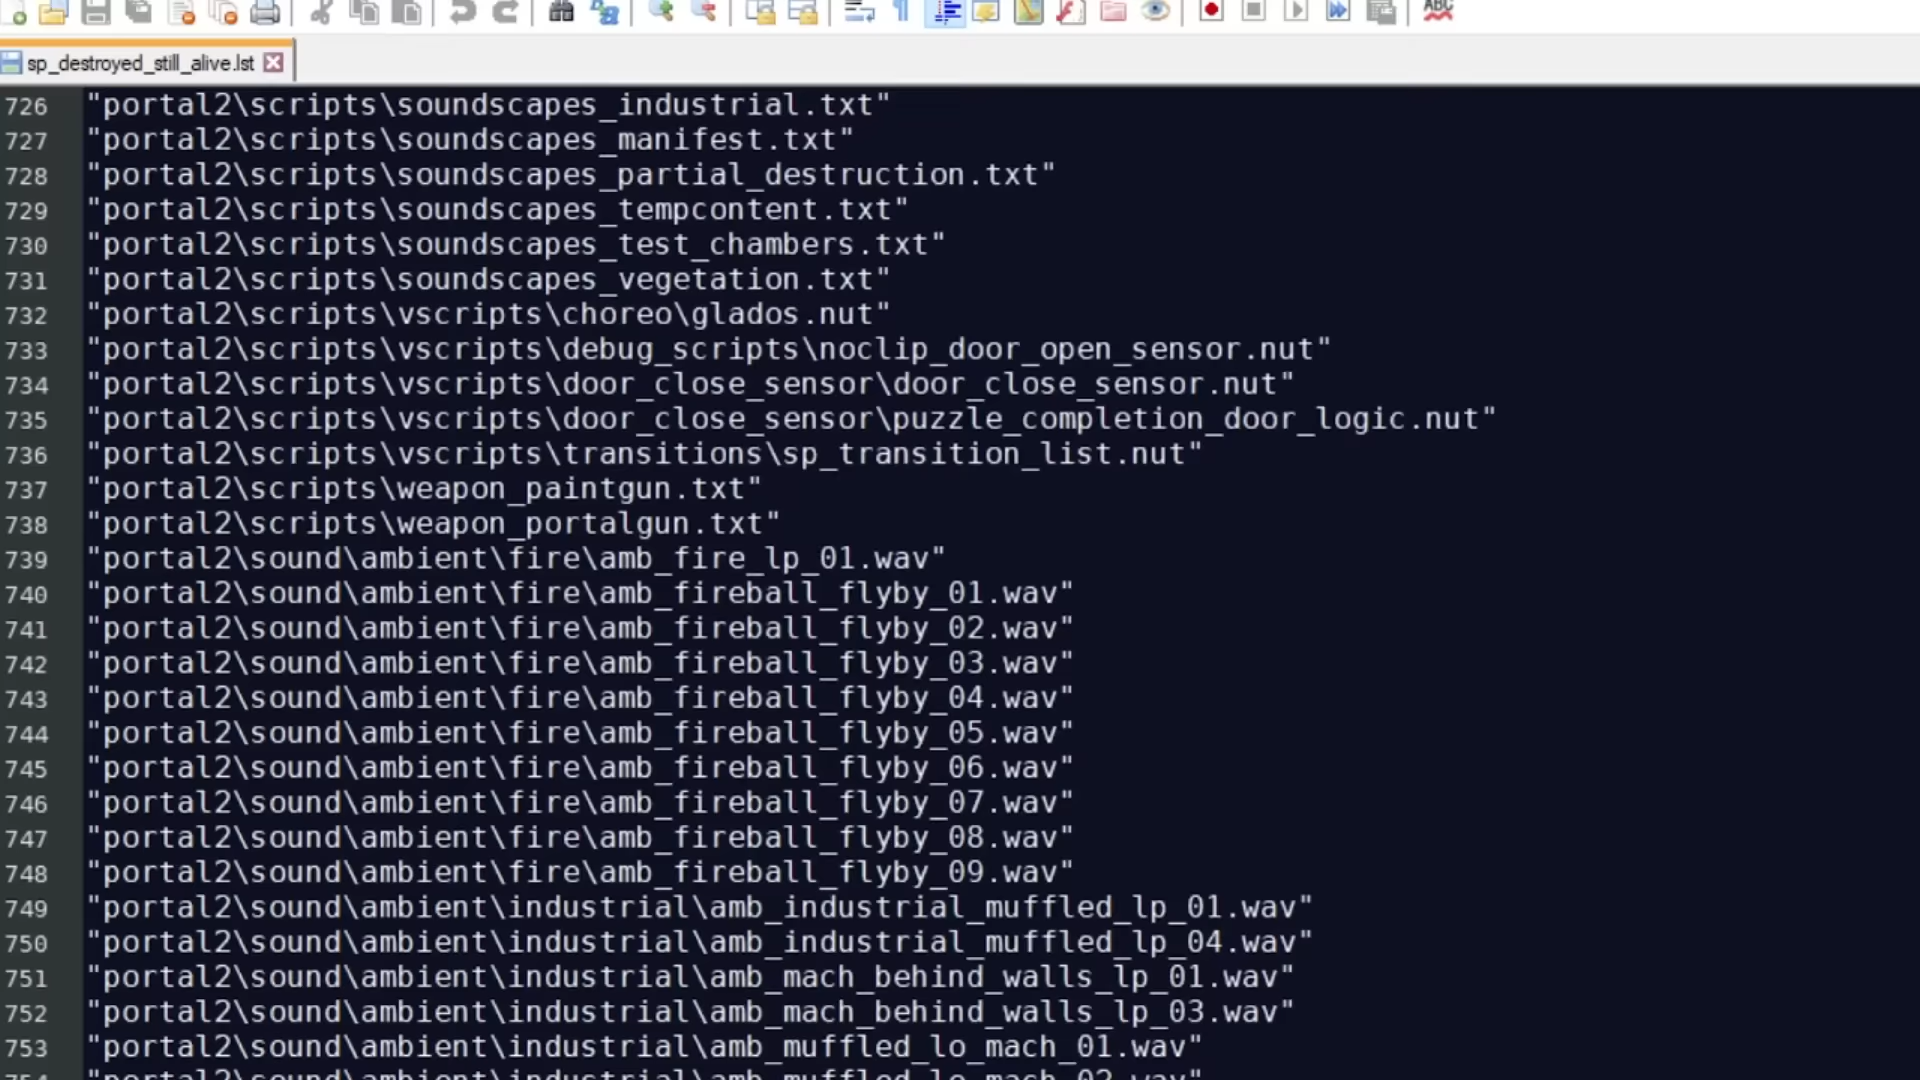 ABC
sp_destroyed_still_alive.lst
726 "portal2\scripts\soundscapes_industrial.txt"
727 "portal2\scripts\soundscapes_manifest.txt"
728 "portal2\scripts\soundscapes_partial_destruction.txt"
729 "portal2\scripts\soundscapes_tempcontent.txt"
730 "portal2\scripts\soundscapes_test_chambers.txt"
731 "portal2\scripts\soundscapes_vegetation.txt"
732 "portal2\scripts\vscripts\choreo\glados.nut"
733 "portal2\scripts\vscripts\debug_scripts\noclip_door_open_sensor.nut"
734 "portal2\scripts\vscripts\door_close_sensor\door_close_sensor.nut"
735 "portal2\scripts\vscripts\door_close_sensor\puzzle_completion_door_logic.nut"
736 "portal2\scripts\vscripts\transitions\sp_transition_list.nut"
737 "portal2\scripts\weapon_paintgun.txt"
738 "portal2\scripts\weapon_portalgun.txt"
739 "portal2\sound\ambient\fire\amb_fire_lp_01.wav"
740 "portal2\sound\ambient\fire\amb_fireball_flyby_01.wav"
741 "portal2\sound\ambient\fire\amb_fireball_flyby_02.wav"
742 "portal2\sound\ambient\fire\amb_fireball_flyby_03.wav"
743 "portal2\sound\ambient\fire\amb_fireball_flyby_04.wav"
744 "portal2\sound\ambient\fire\amb_fireball_flyby_05.wav"
745 "portal2\sound\ambient\fire\amb_fireball_flyby_06.wav"
746 "portal2\sound\ambient\fire\amb_fireball_flyby_07.wav"
747 "portal2\sound\ambient\fire\amb_fireball_flyby_08.wav"
748 "portal2\sound\ambient\fire\amb_fireball_flyby_09.wav"
749 "portal2\sound\ambient\industrial\amb_industrial_muffled_lp_01.wav"
750 "portal2\sound\ambient\industrial\amb_industrial_muffled_lp_04.wav"
751 "portal2\sound\ambient\industrial\amb_mach_behind_walls_lp_01.wav"
752 "portal2\sound\ambient\industrial\amb_mach_behind_walls_lp_03.wav"
753 "portal2\sound\ambient\industrial\amb_muffled_lo_mach_01.wav"
754 "portal2\sound\ambient\industrial\amb_muffled_lo_mach_02.wav"